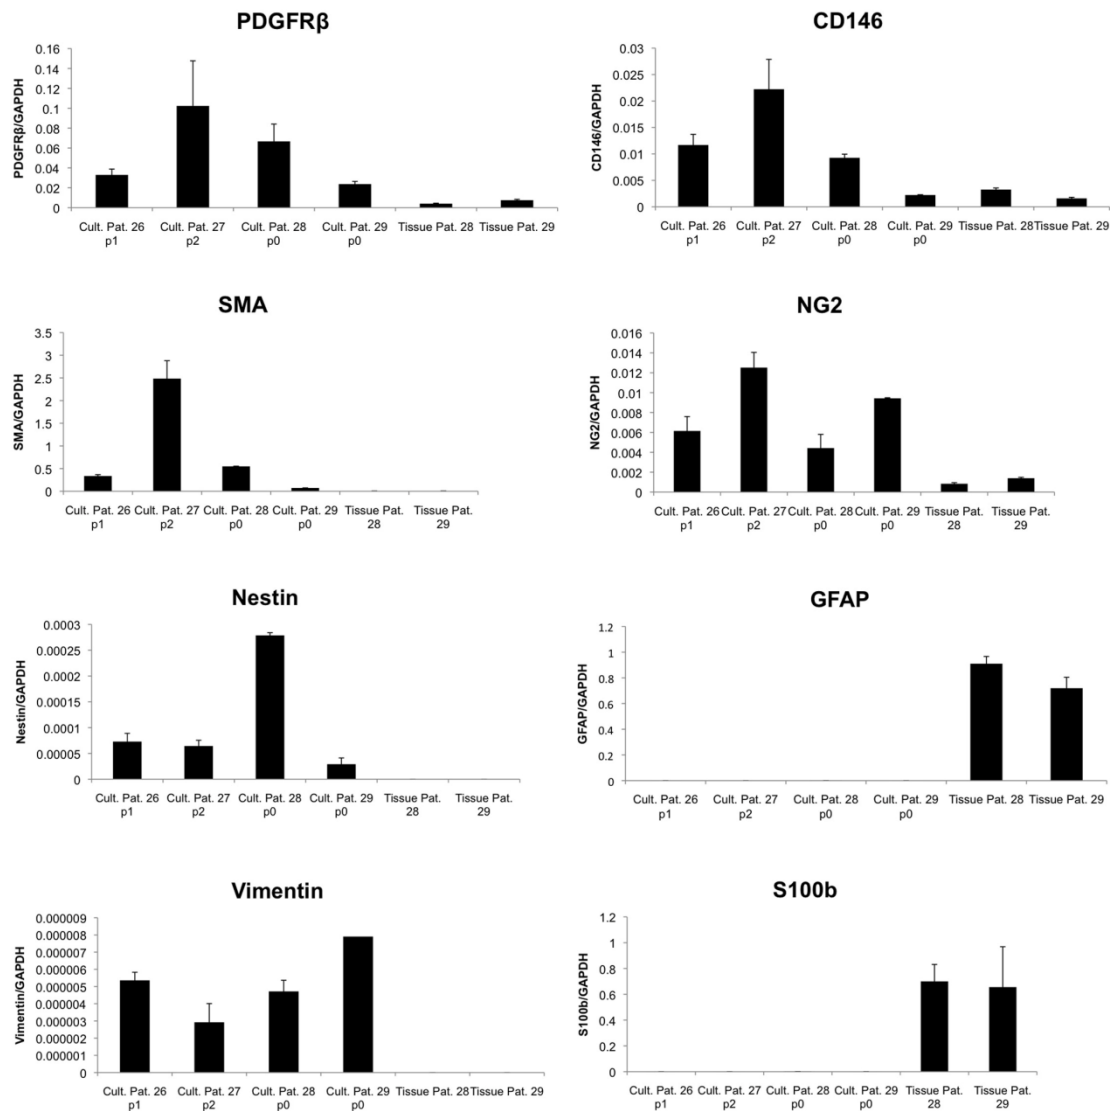 PDGFRβ
PDGFRβ/GAPDH
0.16
0.14
0.12
0.1
0.08
0.06
0.04
0.02
0
Cult. Pat. 26 Cult. Pat. 27 Cult. Pat. 28 Cult. Pat. 29 Tissue Pat. 28 Tissue Pat. 29
p1 p2 p0 p0
CD146
CD146/GAPDH
0.03
0.025
0.02
0.015
0.01
0.005
0
Cult. Pat. 26 Cult. Pat. 27 Cult. Pat. 28 Cult. Pat. 29 Tissue Pat. 28 Tissue Pat. 29
p1 p2 p0 p0
SMA
SMA/GAPDH
3.5
3
2.5
2
1.5
1
0.5
0
Cult. Pat. 26 Cult. Pat. 27 Cult. Pat. 28 Cult. Pat. 29 Tissue Pat. Tissue Pat.
p1 p2 p0 p0 28 29
NG2
NG2/GAPDH
0.016
0.014
0.012
0.01
0.008
0.006
0.004
0.002
0
Cult. Pat. 26 Cult. Pat. 27 Cult. Pat. 28 Cult. Pat. 29 Tissue Pat. Tissue Pat.
p1 p2 p0 p0 28 29
Nestin
Nestin/GAPDH
0.0003
0.00025
0.0002
0.00015
0.0001
0.00005
0
Cult. Pat. 26 Cult. Pat. 27 Cult. Pat. 28 Cult. Pat. 29 Tissue Pat. Tissue Pat.
p1 p2 p0 p0 28 29
GFAP
GFAP/GAPDH
1.2
1
0.8
0.6
0.4
0.2
0
Cult. Pat. 26 Cult. Pat. 27 Cult. Pat. 28 Cult. Pat. 29 Tissue Pat. 28 Tissue Pat. 29
p1 p2 p0 p0
Vimentin
Vimentin/GAPDH
0.000009
0.000008
0.000007
0.000006
0.000005
0.000004
0.000003
0.000002
0.000001
0
Cult. Pat. 26 Cult. Pat. 27 Cult. Pat. 28 Cult. Pat. 29 Tissue Pat. 28 Tissue Pat. 29
p1 p2 p0 p0
S100b
S100b/GAPDH
1.2
1
0.8
0.6
0.4
0.2
0
Cult. Pat. 26 Cult. Pat. 27 Cult. Pat. 28 Cult. Pat. 29 Tissue Pat. Tissue Pat.
p1 p2 p0 p0 28 29